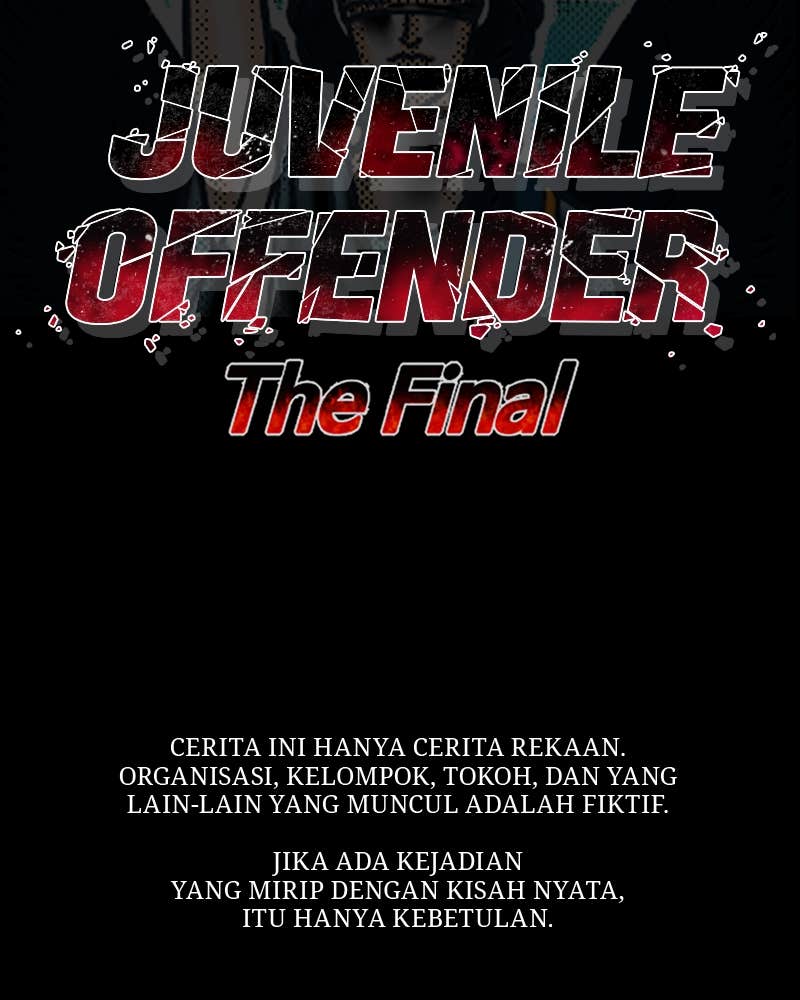 JUVENILE
OFFENDER
The Final
CERITA INI HANYA CERITA REKAAN.
ORGANISASI, KELOMPOK, TOKOH, DAN YANG
LAIN-LAIN YANG MUNCUL ADALAH FIKTIF.
JIKA ADA KEJADIAN
YANG MIRIP DENGAN KISAH NYATA,
ITU HANYA KEBETULAN.